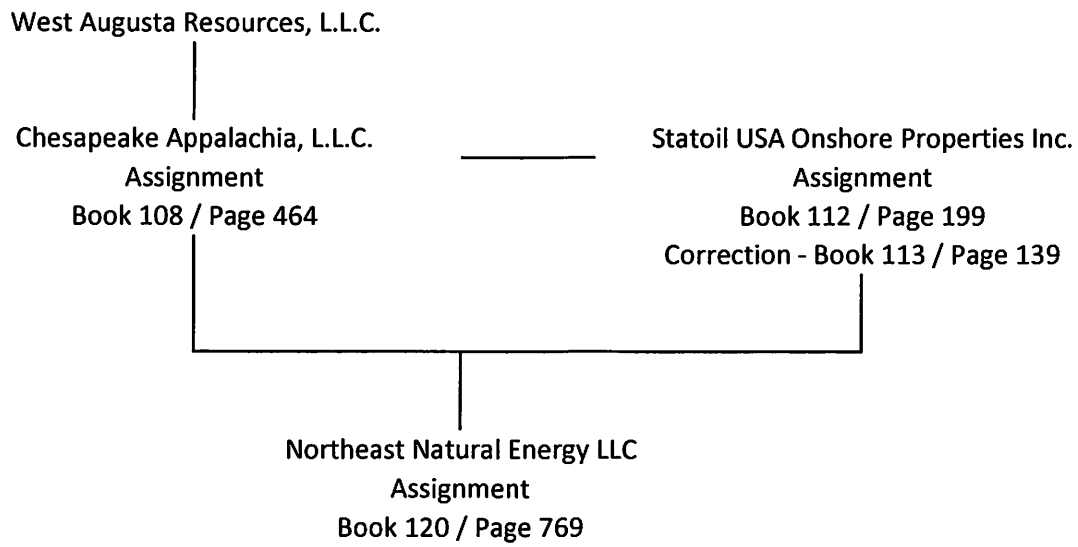 West Augusta Resources, L.L.C.
Chesapeake Appalachia, L.L.C.
Assignment
Book 108 / Page 464
Statoil USA Onshore Properties Inc.
Assignment
Book 112 / Page 199
Correction - Book 113 / Page 139
Northeast Natural Energy LLC
Assignment
Book 120 / Page 769